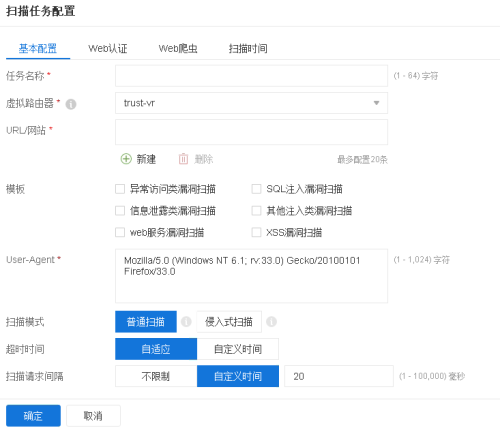 扫描任务配置
基本配置 Web认证 Web爬虫 扫描时间
任务名称 * (1 - 64) 字符
虚拟路由器 * trust-vr
URL/网站 *
新建 删除 最多配置20条
模板 异常访问类漏洞扫描 SQL注入漏洞扫描
信息泄露类漏洞扫描 其他注入类漏洞扫描
web服务漏洞扫描 XSS漏洞扫描
User-Agent * Mozilla/5.0 (Windows NT 6.1; rv:33.0) Gecko/20100101 (1 - 1,024) 字符
Firefox/33.0
扫描模式 普通扫描 侵入式扫描
超时时间 自适应 自定义时间
扫描请求间隔 不限制 自定义时间 20 (1 - 100,000) 毫秒
确定 取消